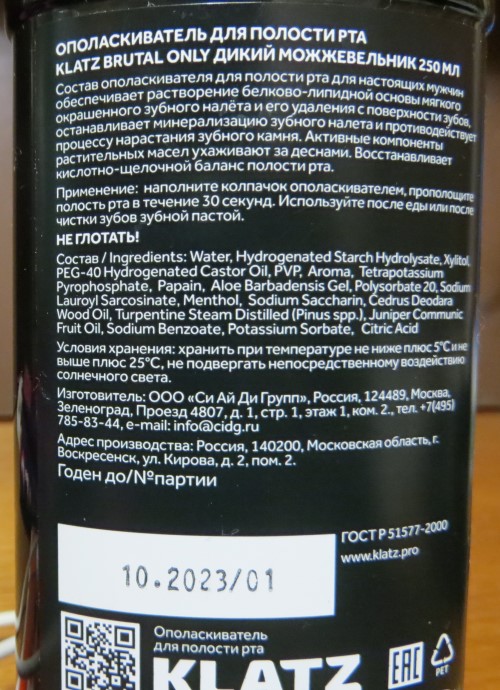 ОПОЛАСКИВАТЕЛЬ ДЛЯ ПОЛОСТИ РТА
KLATZ BRUTAL ONLY ДИКИЙ МОЖЖЕВЕЛЬНИК 250 МЛ
Состав ополаскивателя для полости рта для настоящих мужчин
обеспечивает растворение белково-липидной основы мягкого
окрашенного зубного налёта и его удаления с поверхности зубов,
останавливает минерализацию зубного налета и противодействует
процессу нарастания зубного камня. Активные компоненты
растительных масел ухаживают за деснами. Восстанавливает
кислотно-щелочной баланс полости рта.
Применение: наполните колпачок ополаскивателем, прополощите
полость рта в течение 30 секунд. Используйте после еды или после
чистки зубов зубной пастой.
НЕ ГЛОТАТЬ!
Состав / Ingredients: Water, Hydrogenated Starch Hydrolysate, Xylitol,
PEG-40 Hydrogenated Castor Oil, PVP, Aroma, Tetrapotassium
Pyrophosphate, Papain, Aloe Barbadensis Gel, Polysorbate 20, Sodium
Lauroyl Sarcosinate, Menthol, Sodium Saccharin, Cedrus Deodara
Wood Oil, Turpentine Steam Distilled (Pinus spp.), Juniper Communic
Fruit Oil, Sodium Benzoate, Potassium Sorbate, Citric Acid
Условия хранения: хранить при температуре не ниже плюс 5°С и не
выше плюс 25°С, не подвергать непосредственному воздействию
солнечного света.
Изготовитель: ООО «Си Ай Ди Групп», Россия, 124489, Москва,
Зеленоград, Проезд 4807, д. 1, стр. 1, этаж 1, ком. 2., тел. +7(495)
785-83-44, e-mail: info@cidg.ru
Адрес производства: Россия, 140200, Московская область, г.
Воскресенск, ул. Кирова, д. 2, пом. 2.
Годен до/№партии
ГОСТ Р 51577-2000
www.klatz.pro
10.2023/01
Ополаскиватель
для полости рта
KLATZ
EAC
PET